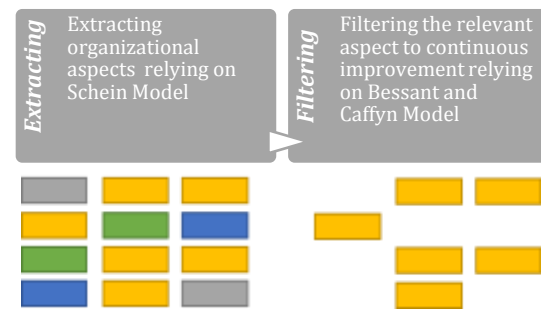 Extracting
Extracting
organizational
aspects relying on
Schein Model
Filtering
Filtering the relevant
aspect to continuous
improvement relying
on Bessant and
Caffyn Model